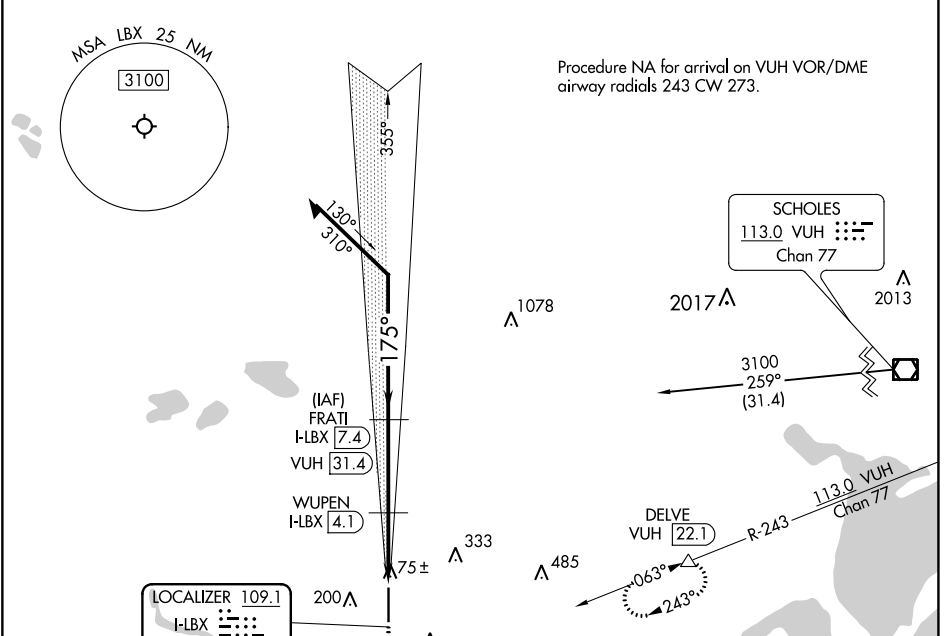 MSA LBX 25 NM
3100
Procedure NA for arrival on VUH VOR/DME
airway radials 243 CW 273.
355°
130°
310°
175°
SCHOLES
113.0 VUH
Chan 77
1078
2017
2013
3100
259°
(31.4)
(IAF)
FRATI
I-LBX 7.4
VUH 31.4
WUPEN
I-LBX 4.1
113.0 VUH
Chan 77
R-243
DELVE
VUH 22.1
063°
243°
333
485
75±
200
LOCALIZER 109.1
I-LBX